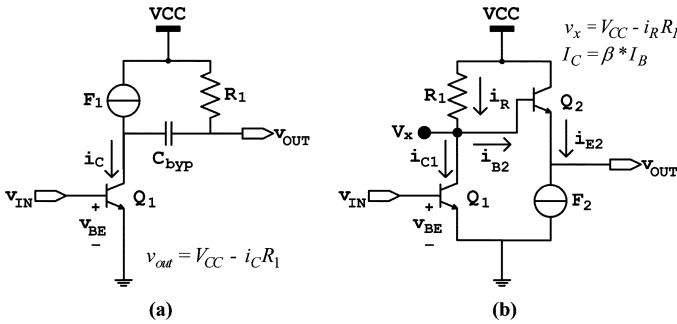 VCC
F1
R1
Cbyp
vOUT
iC
vIN
Q1
+
vBE
−
vout = VCC - iCR1
(a)
vx = VCC - iRR1
IC = β* IB
VCC
R1
iR
Q2
Vx
iC1
iB2
iE2
vOUT
vIN
Q1
F2
+
vBE
−
(b)